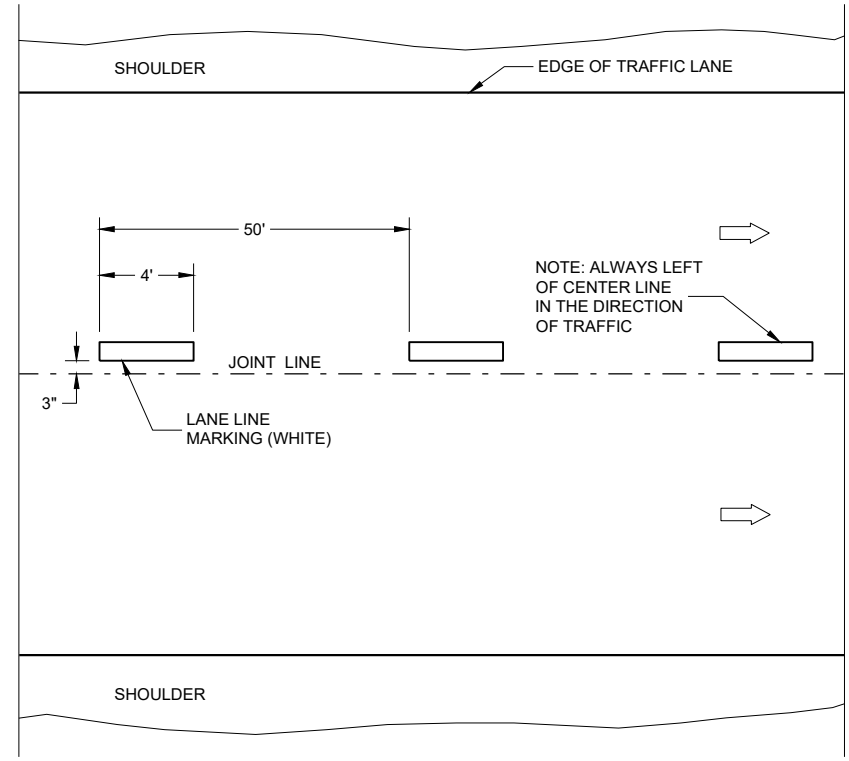 SHOULDER
EDGE OF TRAFFIC LANE
50'
4'
NOTE: ALWAYS LEFT
OF CENTER LINE
IN THE DIRECTION
OF TRAFFIC
JOINT LINE
3"
LANE LINE
MARKING (WHITE)
SHOULDER